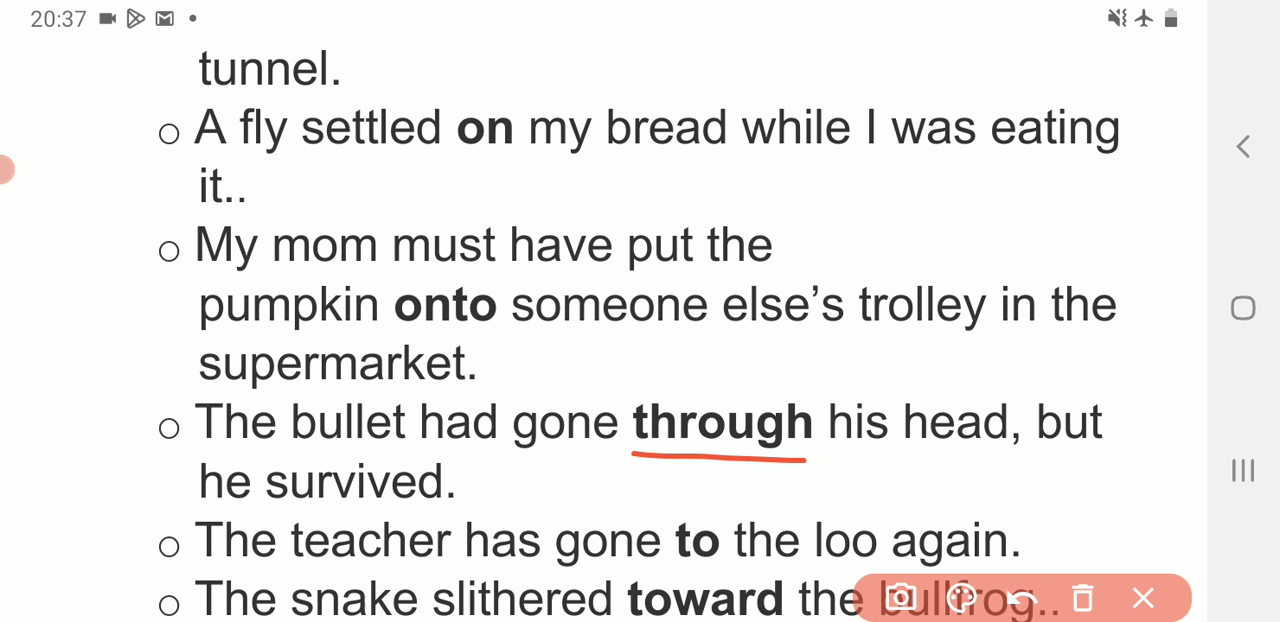 20:37
tunnel.
A fly settled on my bread while I was eating
it..
My mom must have put the
pumpkin onto someone else’s trolley in the
supermarket.
The bullet had gone through his head, but
he survived.
The teacher has gone to the loo again.
The snake slithered toward the bullfrog..